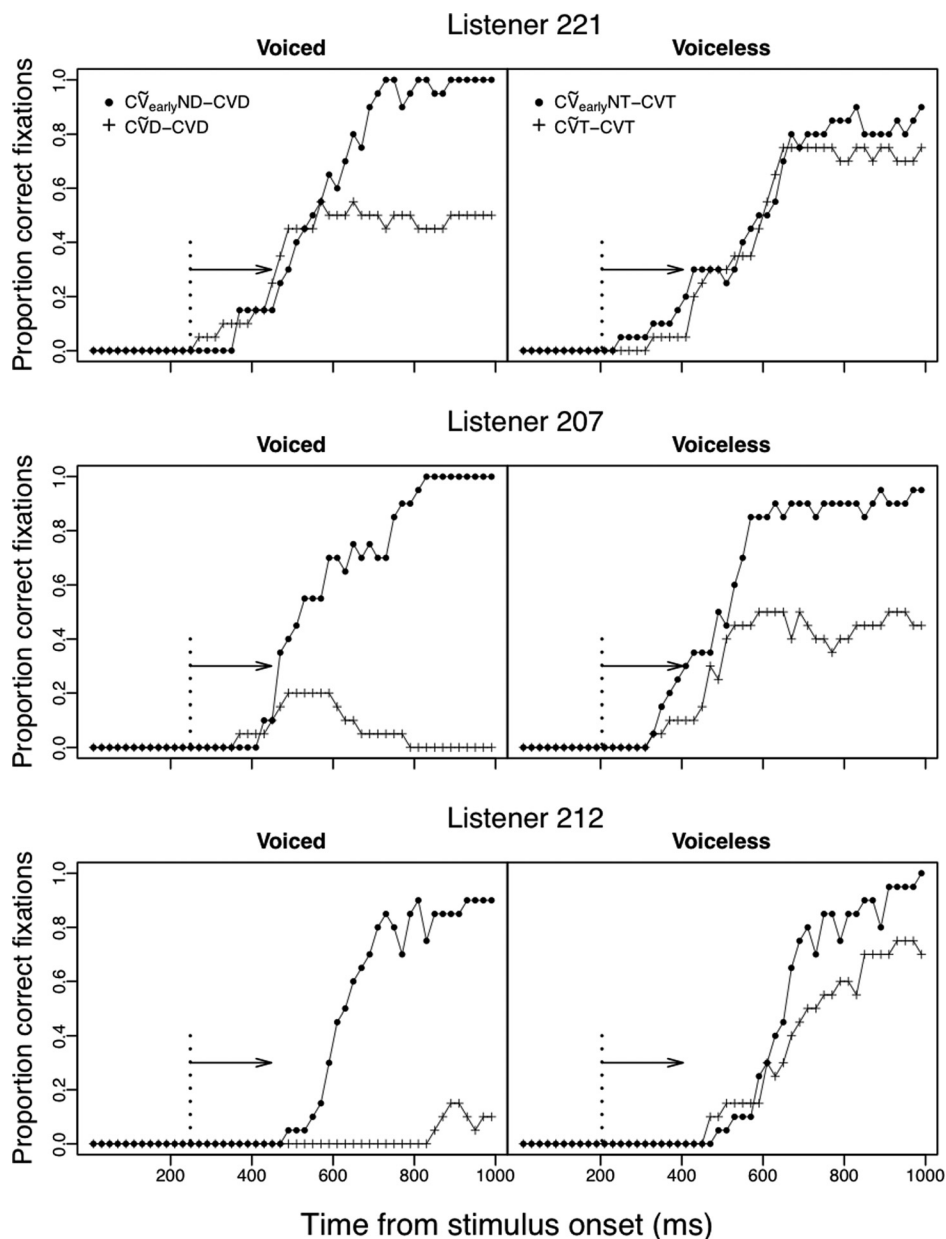 Listener 221
Voiced Voiceless
Proportion correct fixations
0.0 0.2 0.4 0.6 0.8 1.0
CṼearlyND–CVD
CṼD–CVD
CṼearlyNT–CVT
CṼT–CVT
Listener 207
Voiced Voiceless
Proportion correct fixations
0.0 0.2 0.4 0.6 0.8 1.0
Listener 212
Voiced Voiceless
Proportion correct fixations
0.0 0.2 0.4 0.6 0.8 1.0
200 400 600 800 1000 200 400 600 800 1000
Time from stimulus onset (ms)